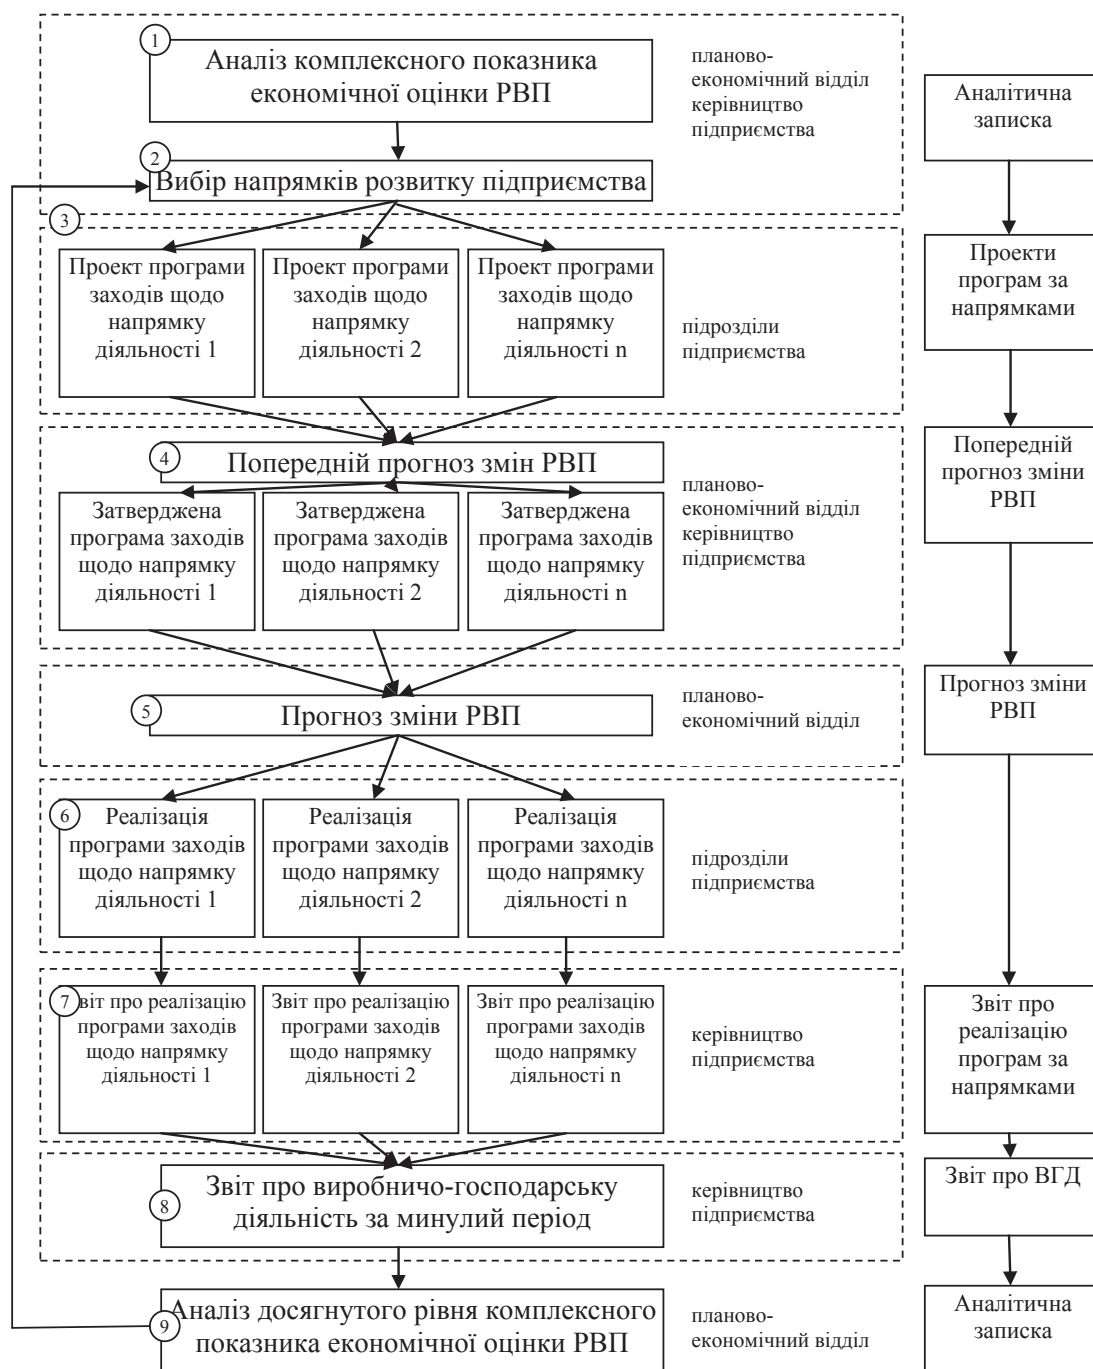 1
Аналіз комплексного показника
економічної оцінки РВП
планово-
економічний відділ
керівництво
підприємства
Аналітична
записка
2
Вибір напрямків розвитку підприємства
3
Проект програми
заходів щодо
напрямку
діяльності 1
Проект програми
заходів щодо
напрямку
діяльності 2
Проект програми
заходів щодо
напрямку
діяльності n
підрозділи
підприємства
Проекти
програм за
напрямками
4
Попередній прогноз змін РВП
Затверджена
програма заходів
щодо напрямку
діяльності 1
Затверджена
програма заходів
щодо напрямку
діяльності 2
Затверджена
програма заходів
щодо напрямку
діяльності n
планово-
економічний відділ
керівництво
підприємства
Попередній
прогноз зміни
РВП
5
Прогноз зміни РВП
планово-
економічний відділ
Прогноз зміни
РВП
6
Реалізація
програми заходів
щодо напрямку
діяльності 1
Реалізація
програми заходів
щодо напрямку
діяльності 2
Реалізація
програми заходів
щодо напрямку
діяльності n
підрозділи
підприємства
7
Звіт про реалізацію
програми заходів
щодо напрямку
діяльності 1
Звіт про реалізацію
програми заходів
щодо напрямку
діяльності 2
Звіт про реалізацію
програми заходів
щодо напрямку
діяльності n
керівництво
підприємства
Звіт про
реалізацію
програм за
напрямками
8
Звіт про виробничо-господарську
діяльність за минулий період
керівництво
підприємства
Звіт про ВГД
9
Аналіз досягнутого рівня комплексного
показника економічної оцінки РВП
планово-
економічний відділ
Аналітична
записка